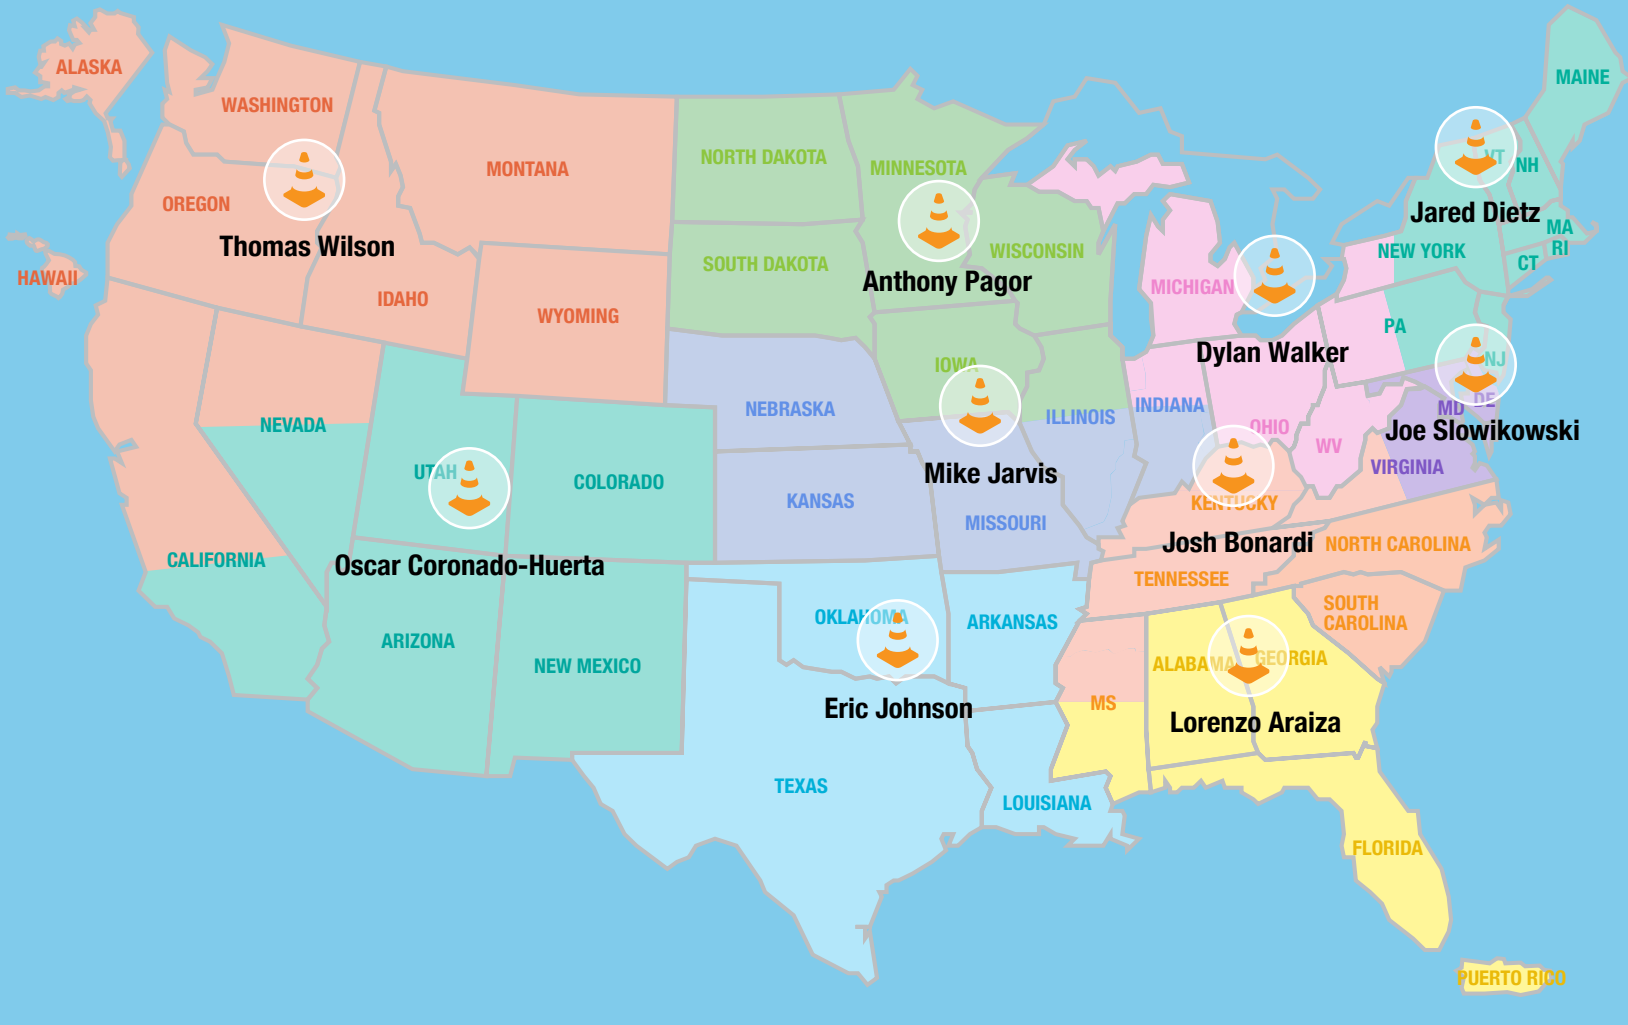 ALASKA
WASHINGTON
MAINE
MONTANA
NORTH DAKOTA
MINNESOTA
VT
NH
OREGON
Thomas Wilson
Jared Dietz
MA
RI
NEW YORK
CT
HAWAII
IDAHO
WYOMING
SOUTH DAKOTA
WISCONSIN
Anthony Pagor
MICHIGAN
PA
Dylan Walker
NJ
IOWA
NEBRASKA
ILLINOIS
INDIANA
MD
DE
OHIO
Joe Slowikowski
WV
VIRGINIA
NEVADA
UTAH
COLORADO
Mike Jarvis
KANSAS
MISSOURI
KENTUCKY
Josh Bonardi
NORTH CAROLINA
CALIFORNIA
Oscar Coronado-Huerta
TENNESSEE
SOUTH
CAROLINA
ARIZONA
NEW MEXICO
OKLAHOMA
ARKANSAS
ALABAMA
GEORGIA
Eric Johnson
MS
Lorenzo Araiza
TEXAS
LOUISIANA
FLORIDA
PUERTO RICO